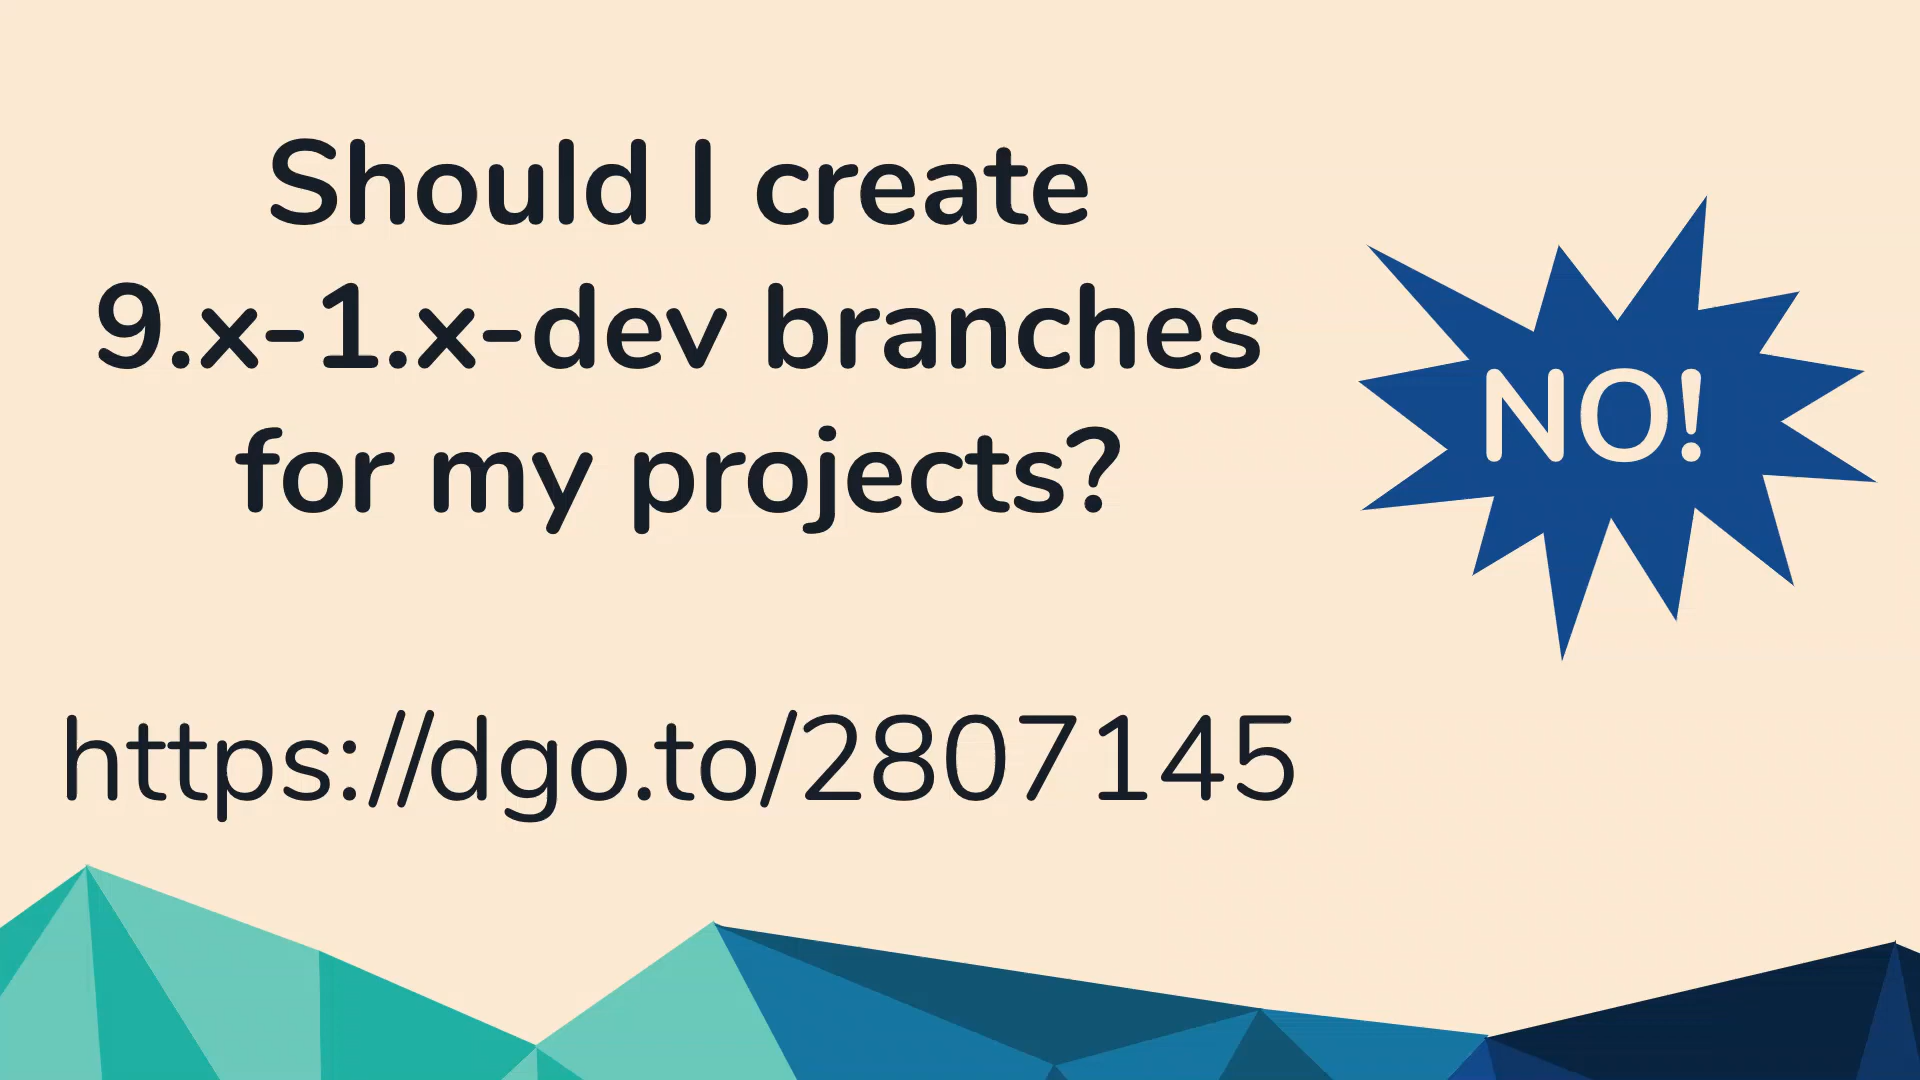 Should I create
9.x-1.x-dev branches
for my projects?
NO!
https://dgo.to/2807145